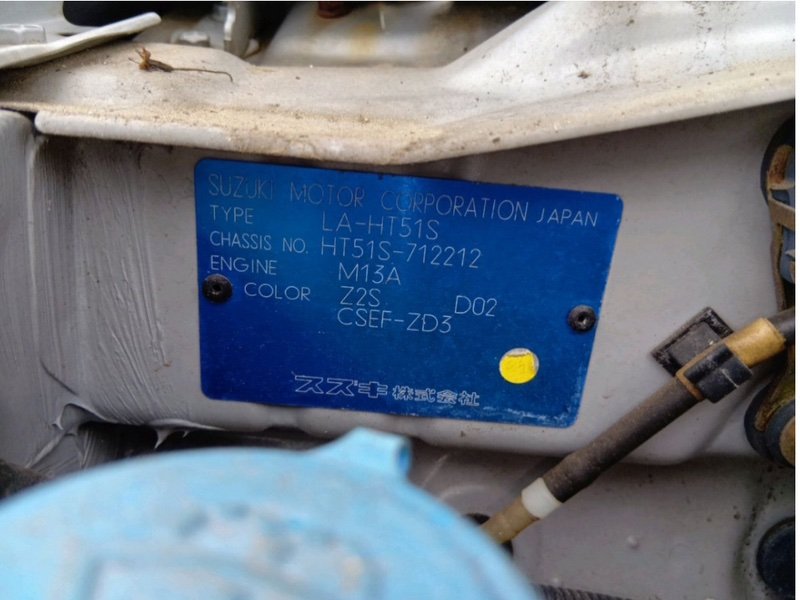 SUZUKI MOTOR CORPORATION JAPAN
TYPE LA-HT51S
CHASSIS NO. HT51S-712212
ENGINE M13A
COLOR Z2S D02
CSEF-ZD3
スズキ株式会社